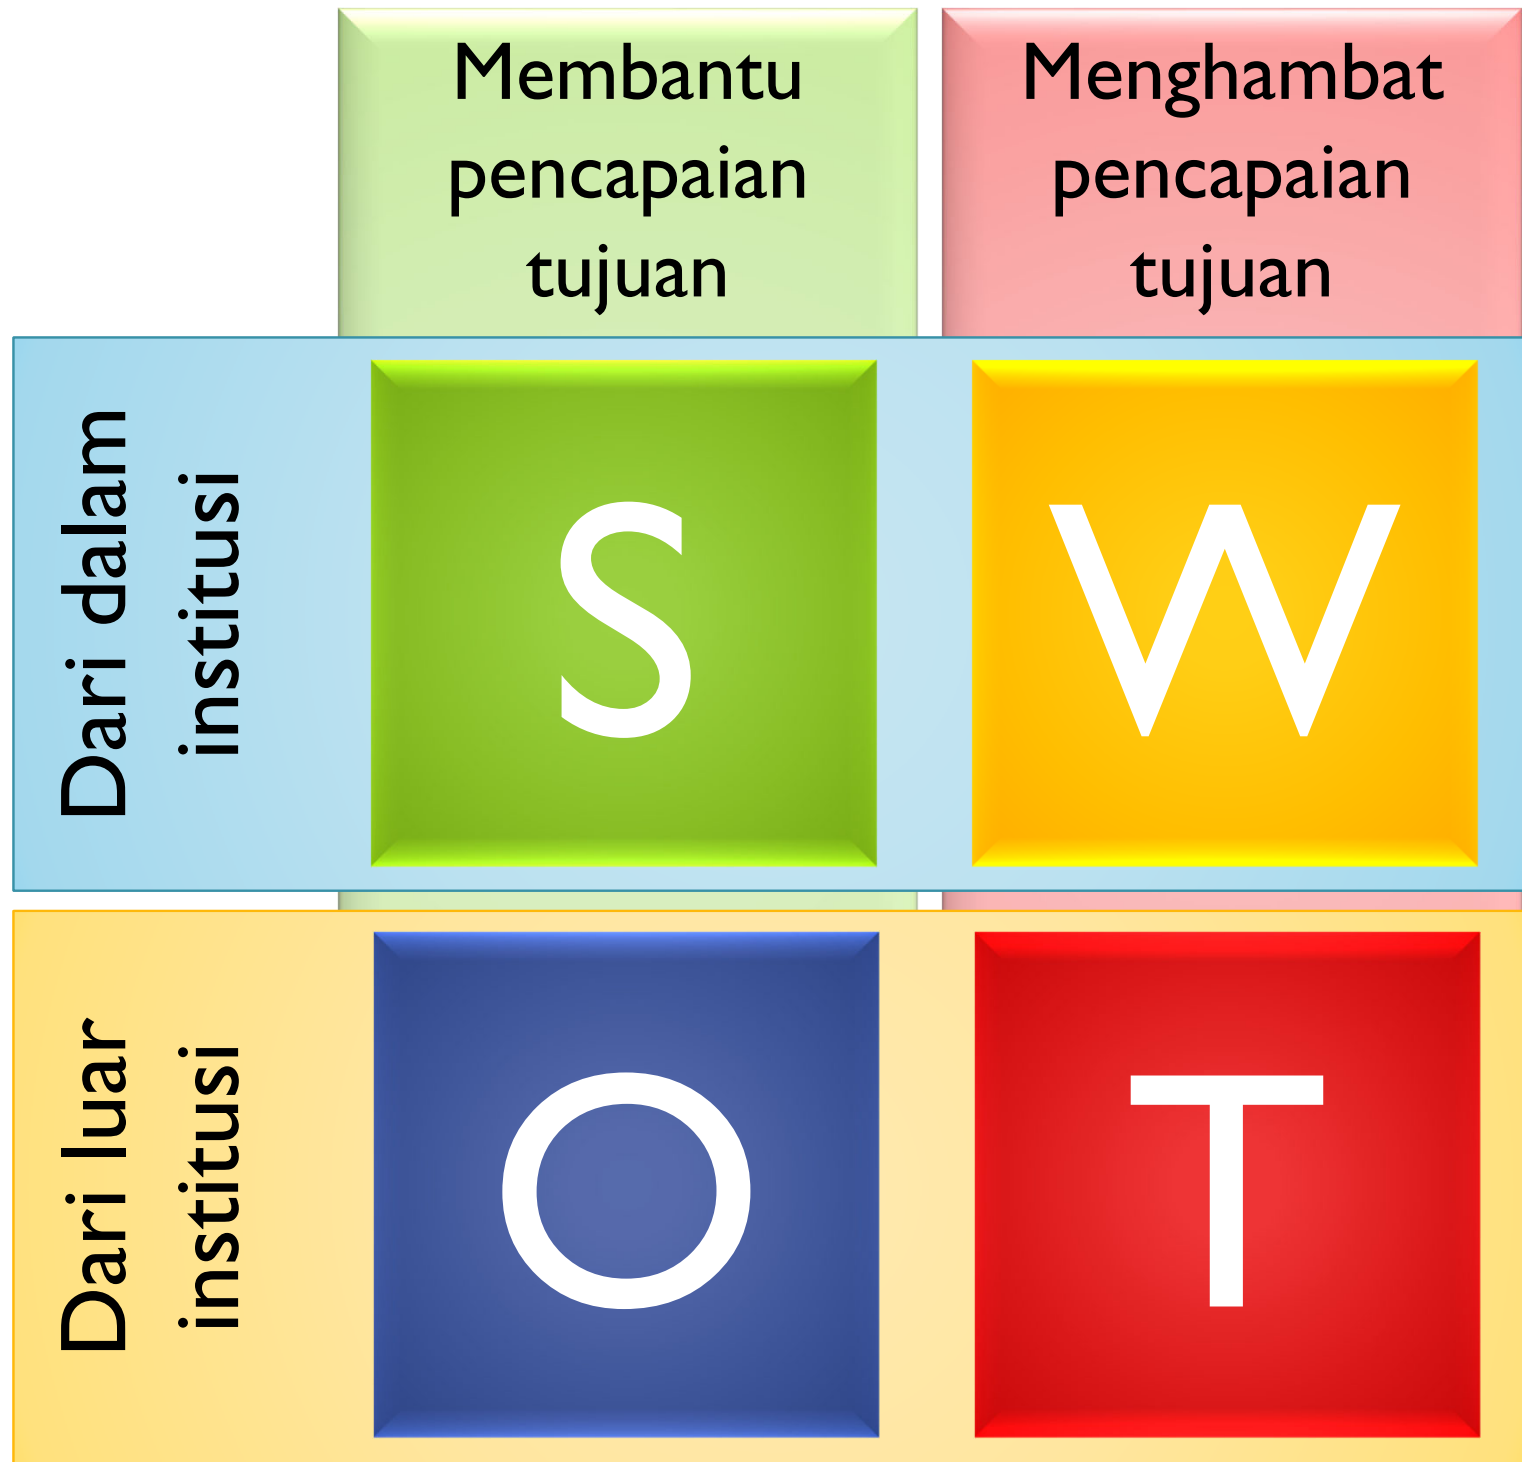 Membantu
pencapaian
tujuan
Menghambat
pencapaian
tujuan
Dari dalam
institusi
S
W
Dari luar
institusi
O
T